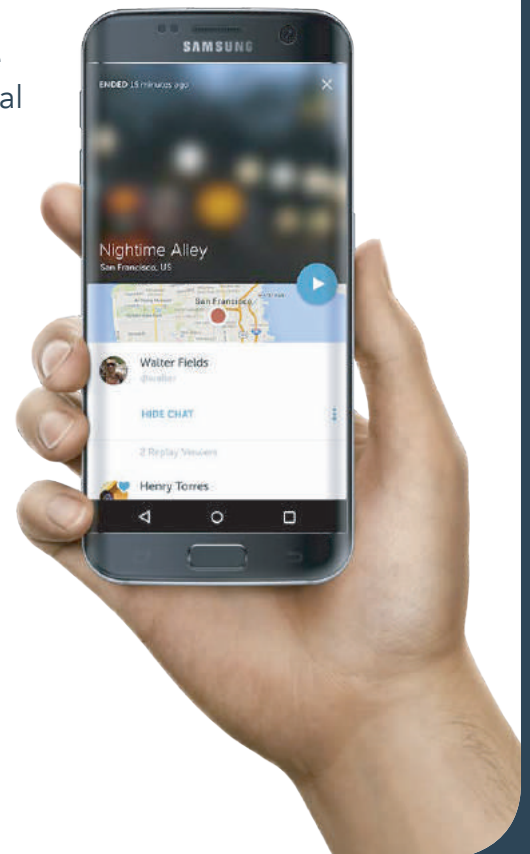 al
SAMSUNG
ENDED 15 minutes ago
Nightime Alley
San Francisco, US
San Francisco
Walter Fields
@walter
HIDE CHAT
2 Replay Viewers
Henry Torres